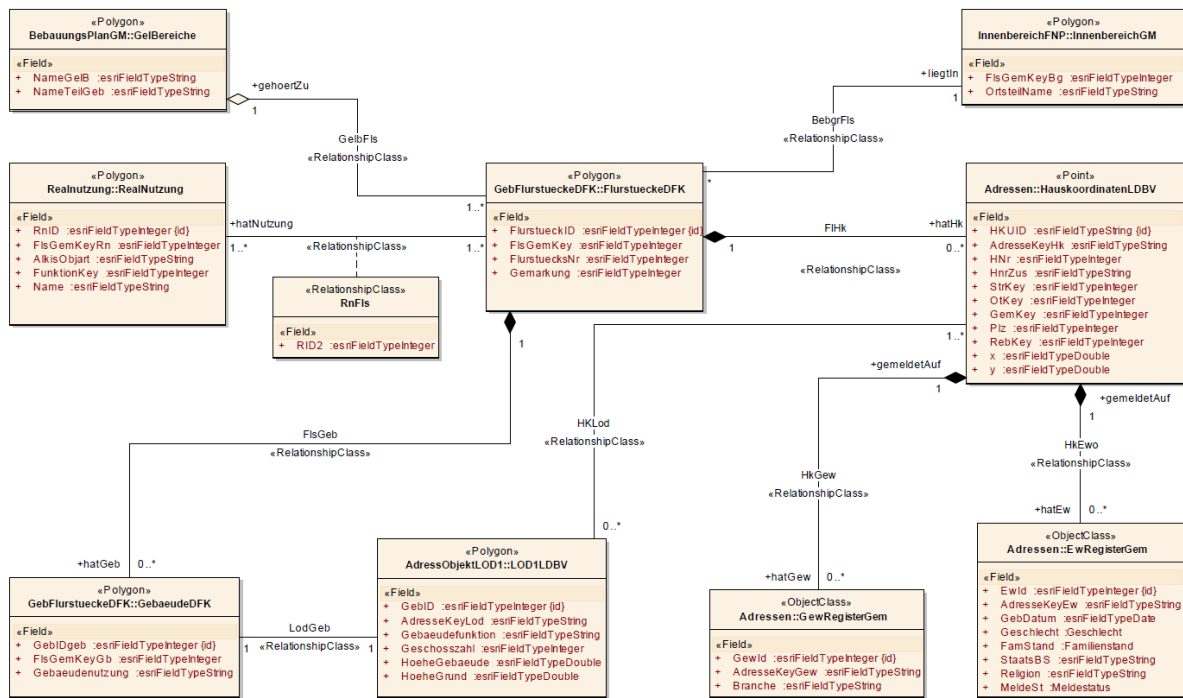 «Polygon»
BebauungsPlanGM::GelBereiche
«Field»
+ NameGelB :esriFieldTypeString
+ NameTeilGeb :esriFieldTypeString
+gehoertZu
1
GelbFls
«RelationshipClass»
1..*
«Polygon»
InnenbereichFNP::InnenbereichGM
«Field»
+ FlsGemKeyBg :esriFieldTypeInteger
+ OrtsteilName :esriFieldTypeString
+liegtIn
1
BebgrFls
«RelationshipClass»
*
«Polygon»
Realnutzung::RealNutzung
«Field»
+ RnID :esriFieldTypeInteger {id}
+ FlsGemKeyRn :esriFieldTypeInteger
+ AlkisObjart :esriFieldTypeString
+ FunktionKey :esriFieldTypeInteger
+ Name :esriFieldTypeString
+hatNutzung
1..*
«RelationshipClass»
1..*
«RelationshipClass»
RnFls
«Field»
+ RID2 :esriFieldTypeInteger
«Polygon»
GebFlurstueckeDFK::FlurstueckeDFK
«Field»
+ FlurstueckID :esriFieldTypeInteger {id}
+ FlsGemKey :esriFieldTypeInteger
+ FlurstuecksNr :esriFieldTypeInteger
+ Gemarkung :esriFieldTypeInteger
1
FlHk
«RelationshipClass»
+hatHk
0..*
«Point»
Adressen::HauskoordinatenLDBV
«Field»
+ HKUID :esriFieldTypeString {id}
+ AdresseKeyHk :esriFieldTypeString
+ HNr :esriFieldTypeInteger
+ HnrZus :esriFieldTypeString
+ StrKey :esriFieldTypeInteger
+ OtKey :esriFieldTypeInteger
+ GemKey :esriFieldTypeInteger
+ Plz :esriFieldTypeInteger
+ RebKey :esriFieldTypeInteger
+ x :esriFieldTypeDouble
+ y :esriFieldTypeDouble
1
FlsGeb
«RelationshipClass»
+hatGeb
0..*
1..*
HKLod
«RelationshipClass»
0..*
+gemeldetAuf
1
HkGew
«RelationshipClass»
+hatGew
0..*
+gemeldetAuf
1
HkEwo
«RelationshipClass»
+hatEw
0..*
«Polygon»
GebFlurstueckeDFK::GebaeudeDFK
«Field»
+ GebIDgeb :esriFieldTypeInteger {id}
+ FlsGemKeyGb :esriFieldTypeInteger
+ Gebaeudenutzung :esriFieldTypeString
LodGeb
1
«RelationshipClass»
1
«Polygon»
AdressObjektLOD1::LOD1LDBV
«Field»
+ GebID :esriFieldTypeInteger {id}
+ AdresseKeyLod :esriFieldTypeString
+ Gebaeudefunktion :esriFieldTypeString
+ Geschosszahl :esriFieldTypeInteger
+ HoeheGebaeude :esriFieldTypeDouble
+ HoeheGrund :esriFieldTypeDouble
«ObjectClass»
Adressen::GewRegisterGem
«Field»
+ GewId :esriFieldTypeInteger {id}
+ AdresseKeyGew :esriFieldTypeString
+ Branche :esriFieldTypeString
«ObjectClass»
Adressen::EwRegisterGem
«Field»
+ EwId :esriFieldTypeInteger {id}
+ AdresseKeyEw :esriFieldTypeString
+ GebDatum :esriFieldTypeDate
+ Geschlecht :Geschlecht
+ FamStand :Familienstand
+ StaatsBS :esriFieldTypeString
+ Religion :esriFieldTypeString
+ MeldeSt :Meldestatus